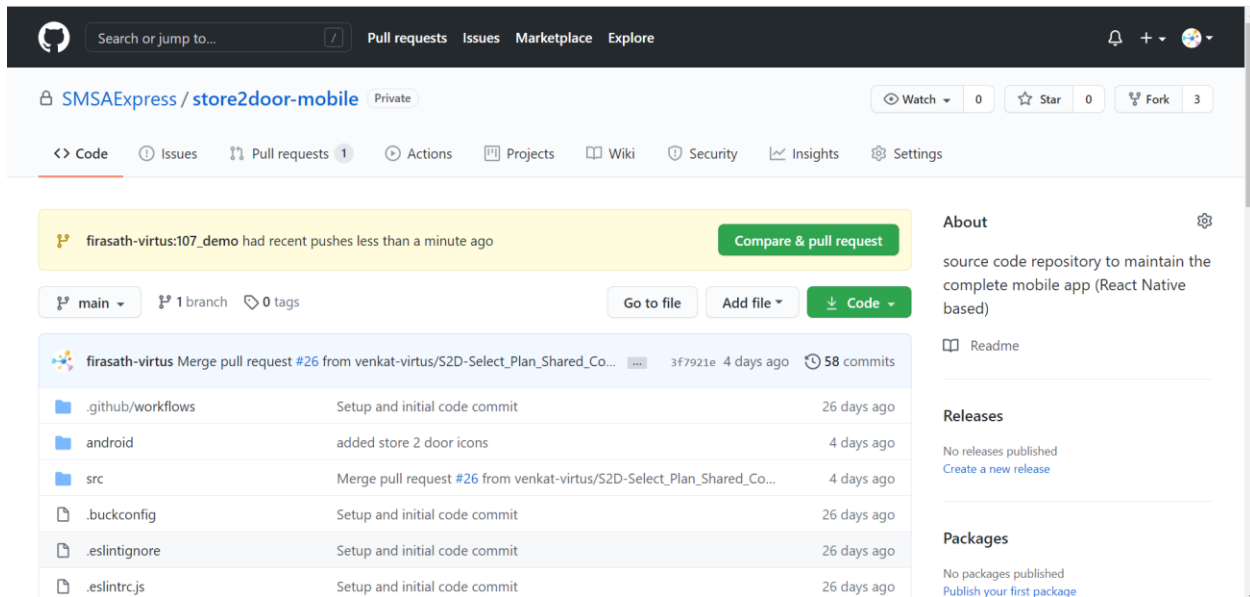 Search or jump to... / Pull requests Issues Marketplace Explore
SMSAExpress / store2door-mobile Private Watch 0 Star 0 Fork 3
Code Issues Pull requests 1 Actions Projects Wiki Security Insights Settings
firasath-virtus:107_demo had recent pushes less than a minute ago Compare & pull request
main 1 branch 0 tags Go to file Add file Code
firasath-virtus Merge pull request #26 from venkat-virtus/S2D-Select_Plan_Shared_Co... ... 3f7921e 4 days ago 58 commits
.github/workflows Setup and initial code commit 26 days ago
android added store 2 door icons 4 days ago
src Merge pull request #26 from venkat-virtus/S2D-Select_Plan_Shared_Co... 4 days ago
.buckconfig Setup and initial code commit 26 days ago
.eslintignore Setup and initial code commit 26 days ago
.eslintrc.js Setup and initial code commit 26 days ago
About
source code repository to maintain the
complete mobile app (React Native
based)
Readme
Releases
No releases published
Create a new release
Packages
No packages published
Publish your first package